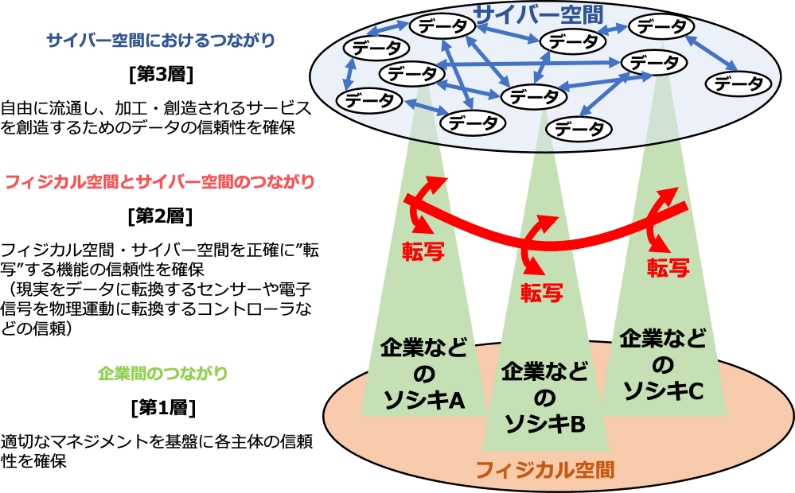 サイバー空間におけるつながり
[第3層]
自由に流通し、加工・創造されるサービス
を創造するためのデータの信頼性を確保
フィジカル空間とサイバー空間のつながり
[第2層]
フィジカル空間・サイバー空間を正確に”転
写”する機能の信頼性を確保
（現実をデータに転換するセンサーや電子
信号を物理運動に転換するコントローラな
どの信頼）
企業間のつながり
[第1層]
適切なマネジメントを基盤に各主体の信頼
性を確保
サイバー空間
データ
データ
データ
データ
データ
データ
データ
データ
データ
データ
データ
転写
転写
転写
企業など
の
ソシキA
企業など
の
ソシキB
企業など
の
ソシキC
フィジカル空間